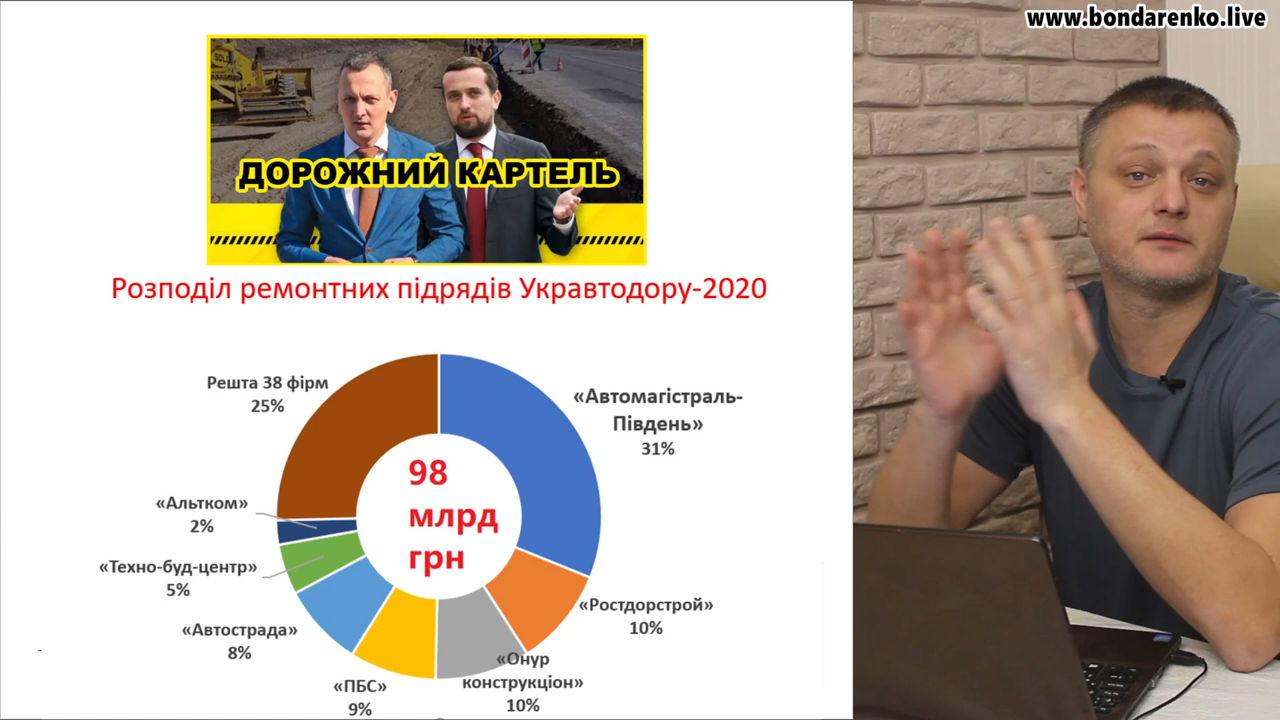 www.bondarenko.live
ДОРОЖНИЙ КАРТЕЛЬ
Розподіл ремонтних підрядів Укравтодору-2020
«Автомагістраль-
Південь»
31%
«Ростдорстрой»
10%
«Онур
конструкціон»
10%
«ПБС»
9%
«Автострада»
8%
«Техно-буд-центр»
5%
«Альтком»
2%
Решта 38 фірм
25%
98
млрд
грн